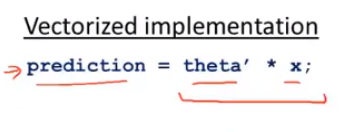 Vectorized implementation
prediction = theta’ * x;